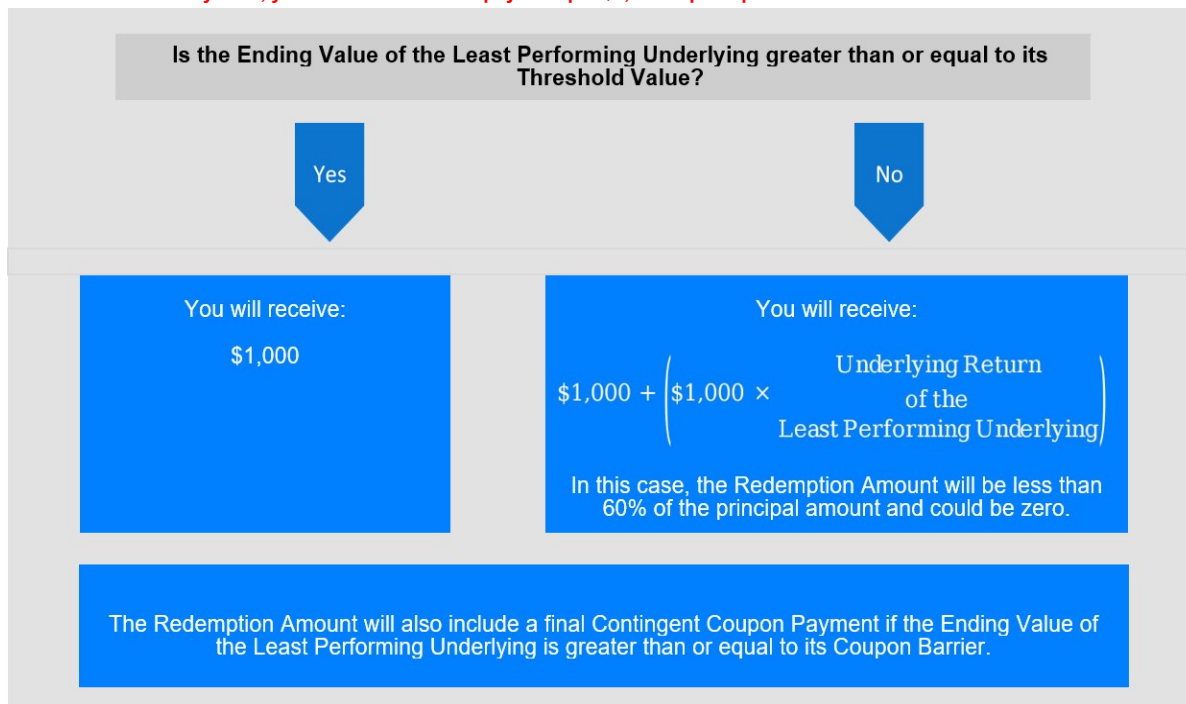 Is the Ending Value of the Least Performing Underlying greater than or equal to its
Threshold Value?
Yes
No
You will receive:
$1,000
You will receive:
$1,000 + ($1,000 × Underlying Return
of the
Least Performing Underlying)
In this case, the Redemption Amount will be less than
60% of the principal amount and could be zero.
The Redemption Amount will also include a final Contingent Coupon Payment if the Ending Value of
the Least Performing Underlying is greater than or equal to its Coupon Barrier.